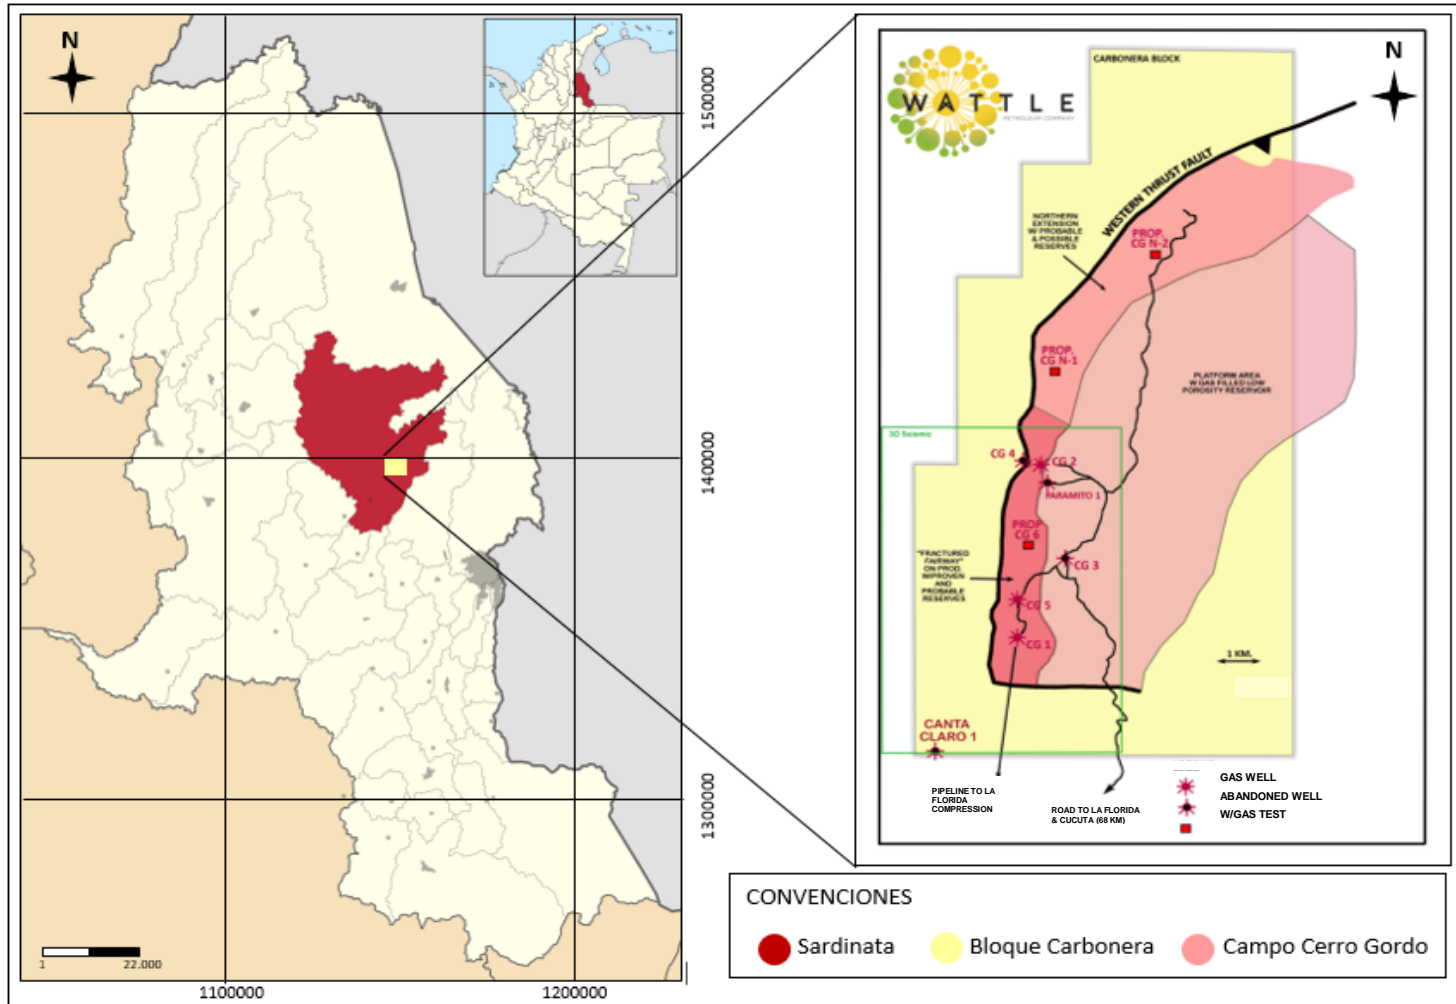 N
1500000
1400000
1300000
1100000
1200000
1
22.000
WATTLE
PETROLEUM COMPANY
CARBONERA BLOCK
N
WESTERN THRUST FAULT
NORTHERN
EXTENSION
W/ PROBABLE
& POSSIBLE
RESERVES
PROP.
CG N-2
PROP.
CG N-1
PLATFORM AREA
W GAS FILLED LOW
POROSITY RESERVOIR
3D Seismic
CG 4
CG 2
PARAMITO 1
PROP
CG 6
"FRACTURED
FAIRWAY"
ON PROD.
W/PROVEN
AND
PROBABLE
RESERVES
CG 3
CG 5
CG 1
1 KM.
CANTA
CLARO 1
PIPELINE TO LA
FLORIDA
COMPRESSION
ROAD TO LA FLORIDA
& CUCUTA (68 KM)
GAS WELL
ABANDONED WELL
W/GAS TEST
CONVENCIONES
Sardinata
Bloque Carbonera
Campo Cerro Gordo